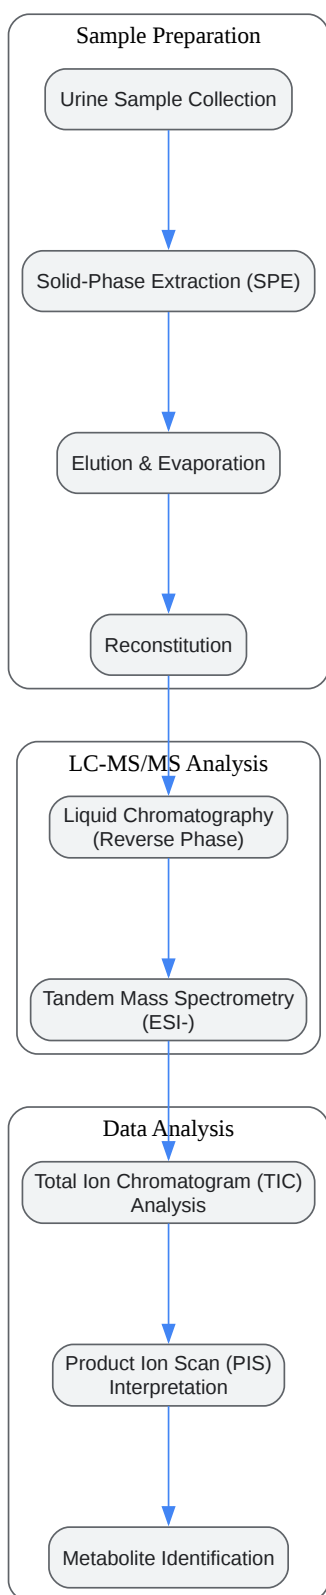 Sample Preparation
Urine Sample Collection
Solid-Phase Extraction (SPE)
Elution & Evaporation
Reconstitution
LC-MS/MS Analysis
Liquid Chromatography
(Reverse Phase)
Tandem Mass Spectrometry
(ESI-)
Data Analysis
Total Ion Chromatogram (TIC)
Analysis
Product Ion Scan (PIS)
Interpretation
Metabolite Identification